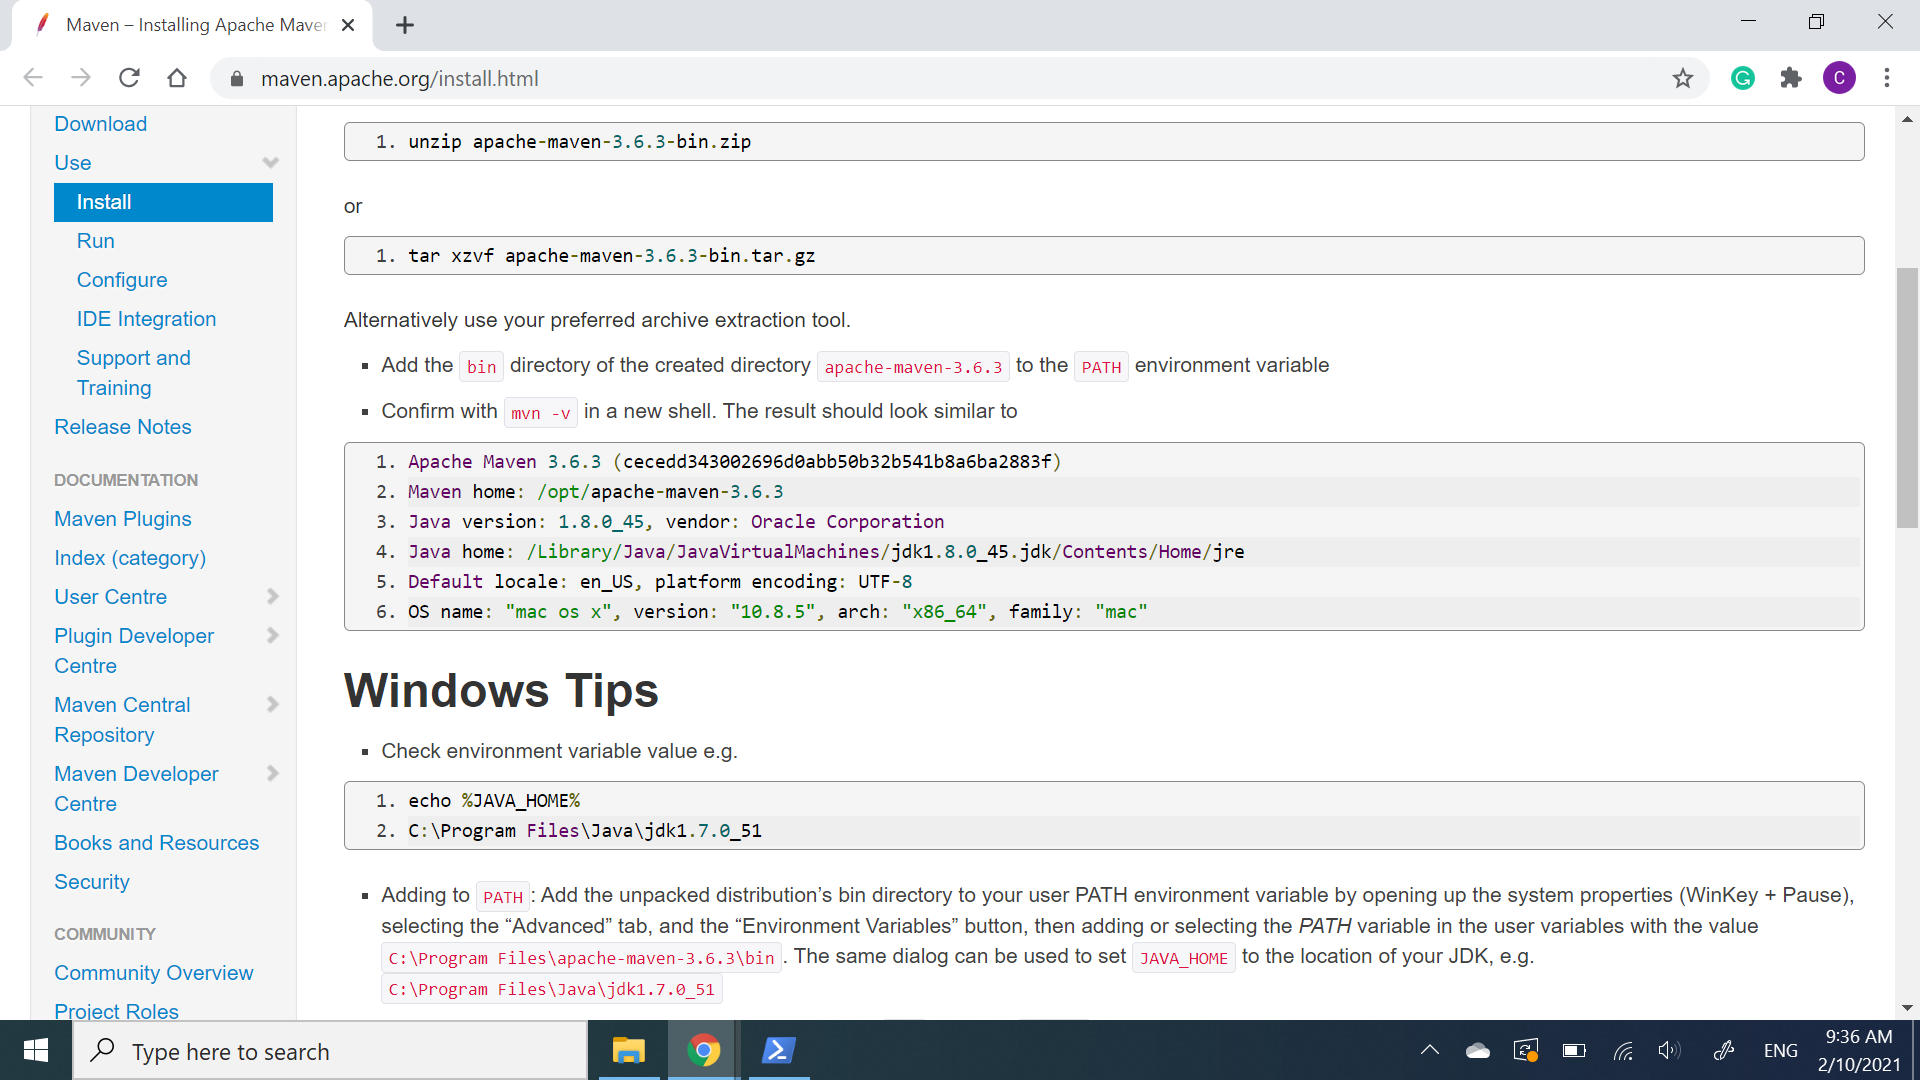 Maven – Installing Apache Maven
maven.apache.org/install.html
C
Download
Use
Install
Run
Configure
IDE Integration
Support and
Training
Release Notes
DOCUMENTATION
Maven Plugins
Index (category)
User Centre
Plugin Developer
Centre
Maven Central
Repository
Maven Developer
Centre
Books and Resources
Security
COMMUNITY
Community Overview
Project Roles
1. unzip apache-maven-3.6.3-bin.zip
or
1. tar xzvf apache-maven-3.6.3-bin.tar.gz
Alternatively use your preferred archive extraction tool.
▪ Add the bin directory of the created directory apache-maven-3.6.3 to the PATH environment variable
▪ Confirm with mvn -v in a new shell. The result should look similar to
1. Apache Maven 3.6.3 (cecedd343002696d0abb50b32b541b8a6ba2883f)
2. Maven home: /opt/apache-maven-3.6.3
3. Java version: 1.8.0_45, vendor: Oracle Corporation
4. Java home: /Library/Java/JavaVirtualMachines/jdk1.8.0_45.jdk/Contents/Home/jre
5. Default locale: en_US, platform encoding: UTF-8
6. OS name: "mac os x", version: "10.8.5", arch: "x86_64", family: "mac"
Windows Tips
▪ Check environment variable value e.g.
1. echo %JAVA_HOME%
2. C:\Program Files\Java\jdk1.7.0_51
▪ Adding to PATH: Add the unpacked distribution’s bin directory to your user PATH environment variable by opening up the system properties (WinKey + Pause),
selecting the “Advanced” tab, and the “Environment Variables” button, then adding or selecting the PATH variable in the user variables with the value
C:\Program Files\apache-maven-3.6.3\bin. The same dialog can be used to set JAVA_HOME to the location of your JDK, e.g.
C:\Program Files\Java\jdk1.7.0_51
Type here to search
ENG
9:36 AM
2/10/2021